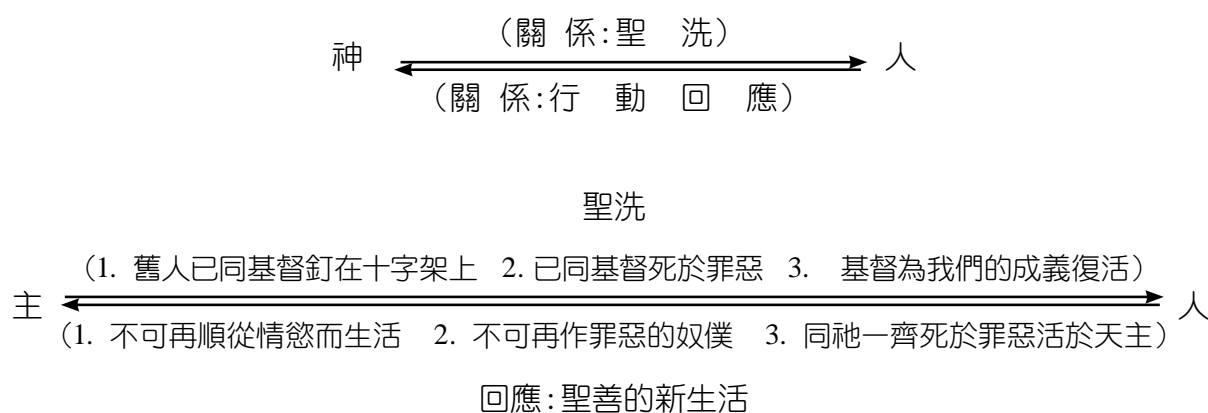 （關 係:聖 洗）
神 人
（關 係:行 動 回 應）
聖洗
（1. 舊人已同基督釘在十字架上 2. 已同基督死於罪惡 3. 基督為我們的成義復活）
主 人
（1. 不可再順從情慾而生活 2. 不可再作罪惡的奴僕 3. 同祂一齊死於罪惡活於天主）
回應:聖善的新生活